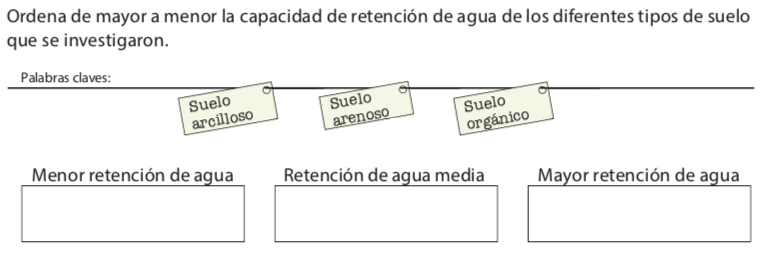 Ordena de mayor a menor la capacidad de retención de agua de los diferentes tipos de suelo
que se investigaron.
Palabras claves:
Suelo
arcilloso
Suelo
arenoso
Suelo
orgánico
Menor retención de agua
Retención de agua media
Mayor retención de agua